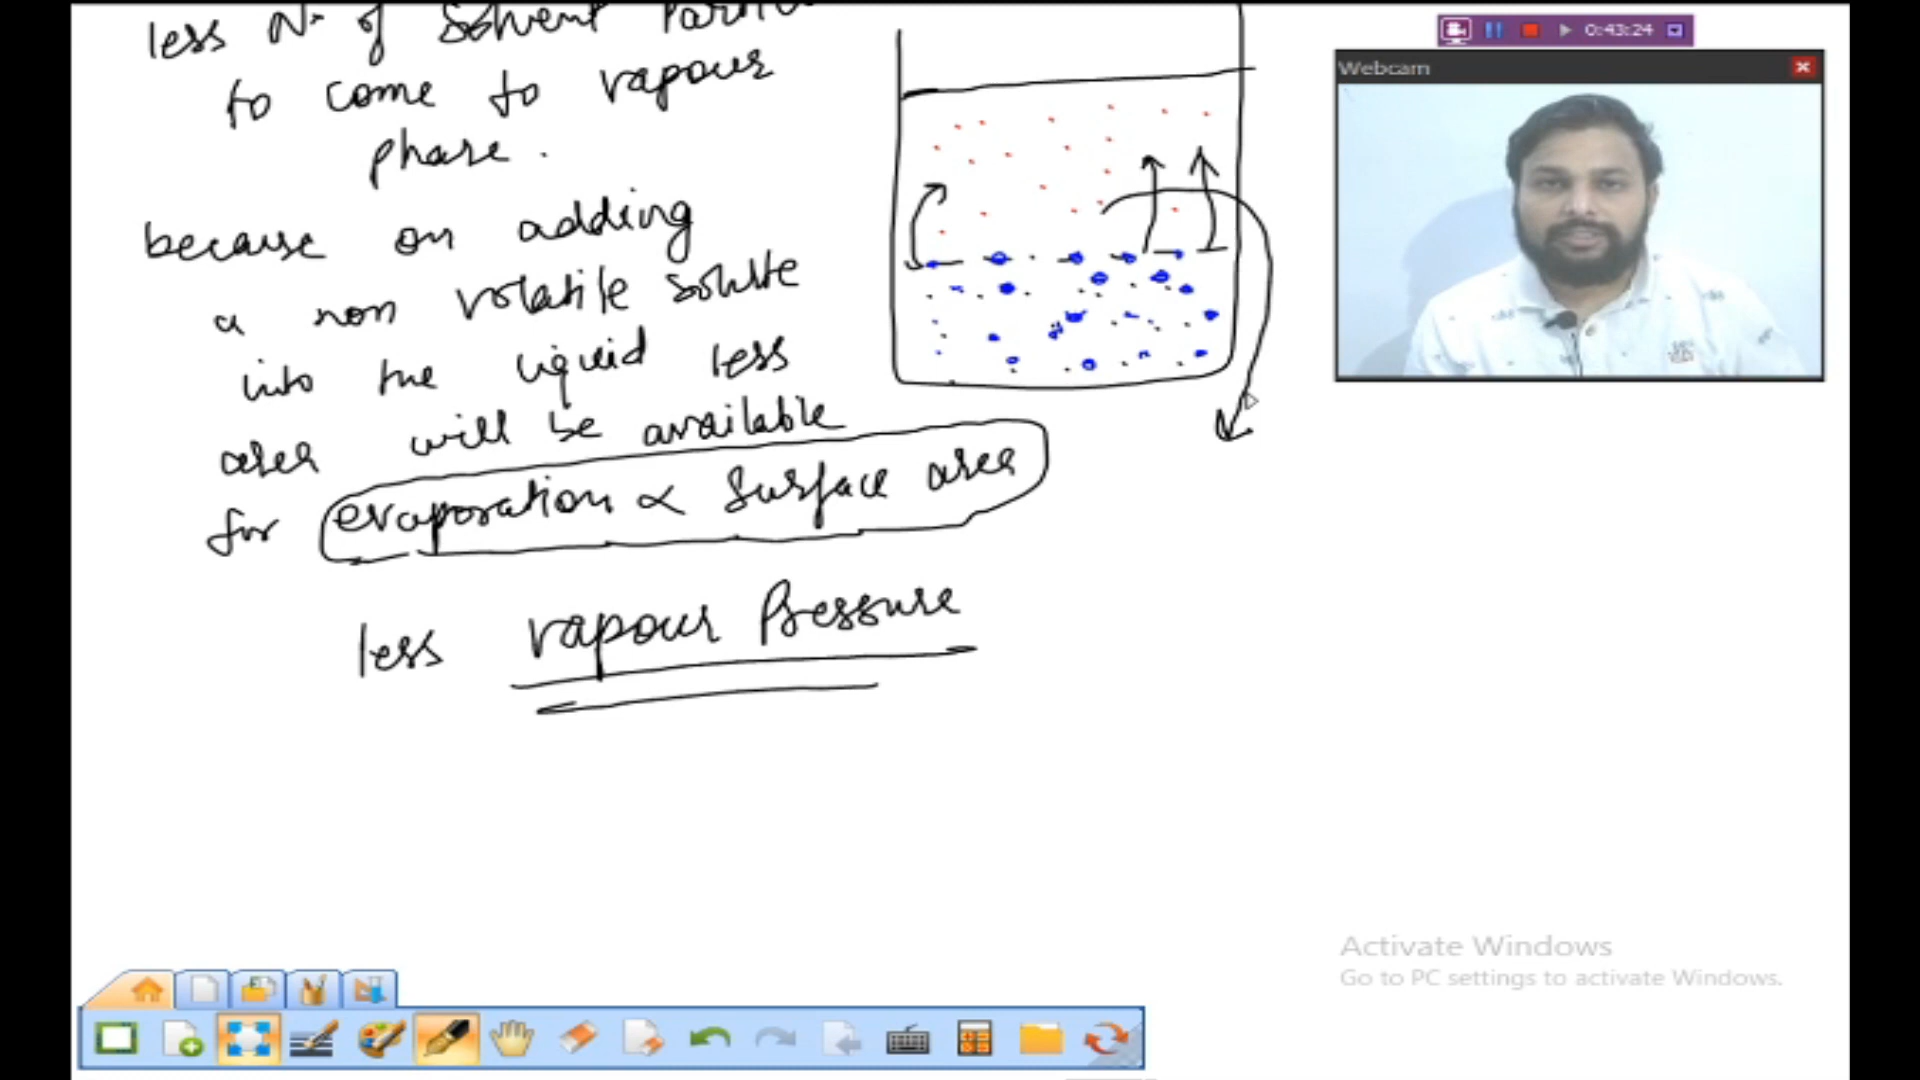 less No of Solvent
to come to vapour
phase.
because on adding
a non volatile solute
into the liquid less
area will be available
for evaporation ∝ Surface area
less vapour Pressure
0:43:24
Webcam
Activate Windows
Go to PC settings to activate Windows.